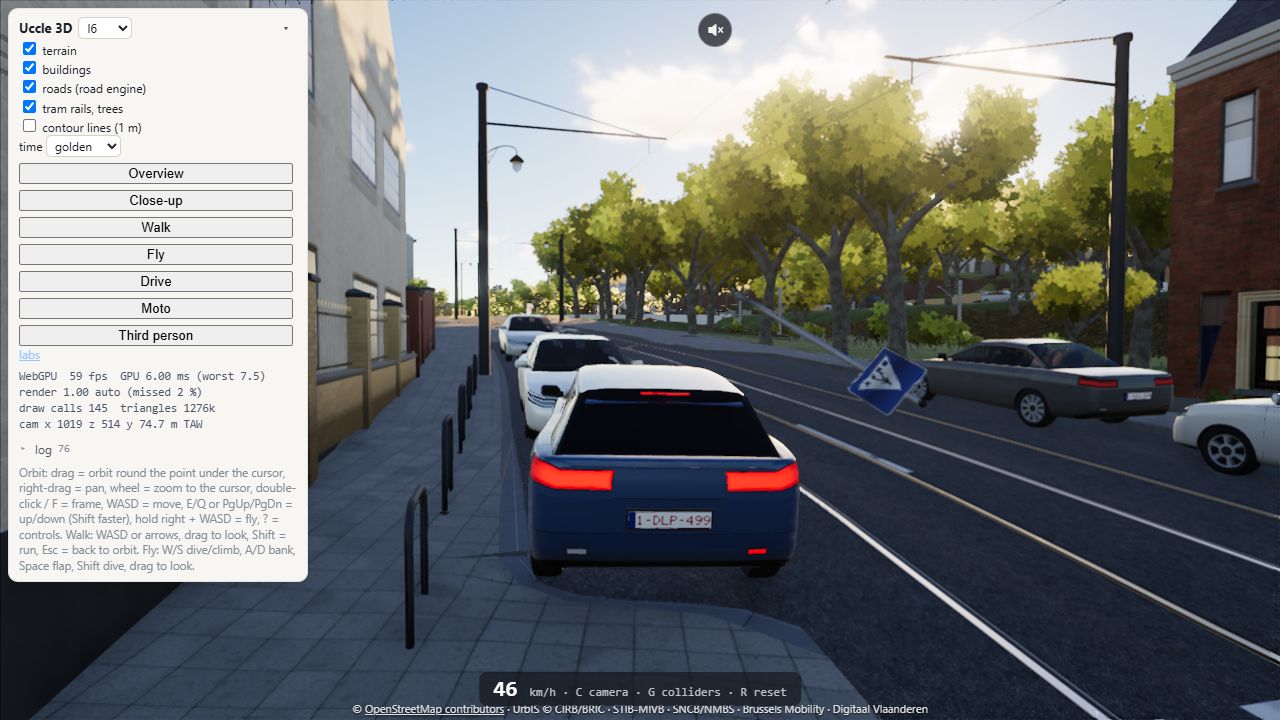 Uccle 3D l6
terrain
buildings
roads (road engine)
tram rails, trees
contour lines (1 m)
time golden
Overview
Close-up
Walk
Fly
Drive
Moto
Third person
labs
WebGPU 59 fps GPU 6.00 ms (worst 7.5)
render 1.00 auto (missed 2 %)
draw calls 145 triangles 1276k
cam x 1019 z 514 y 74.7 m TAW
log 76
Orbit: drag = orbit round the point under the cursor,
right-drag = pan, wheel = zoom to the cursor, double-
click / F = frame, WASD = move, E/Q or PgUp/PgDn =
up/down (Shift faster), hold right + WASD = fly, ? =
controls. Walk: WASD or arrows, drag to look, Shift =
run, Esc = back to orbit. Fly: W/S dive/climb, A/D bank,
Space flap, Shift dive, drag to look.
1-DLP-499
46 km/h · C camera · G colliders · R reset
© OpenStreetMap contributors · UrbIS © CIRB/BRIC · STIB-MIVB · SNCB/NMBS · Brussels Mobility · Digitaal Vlaanderen